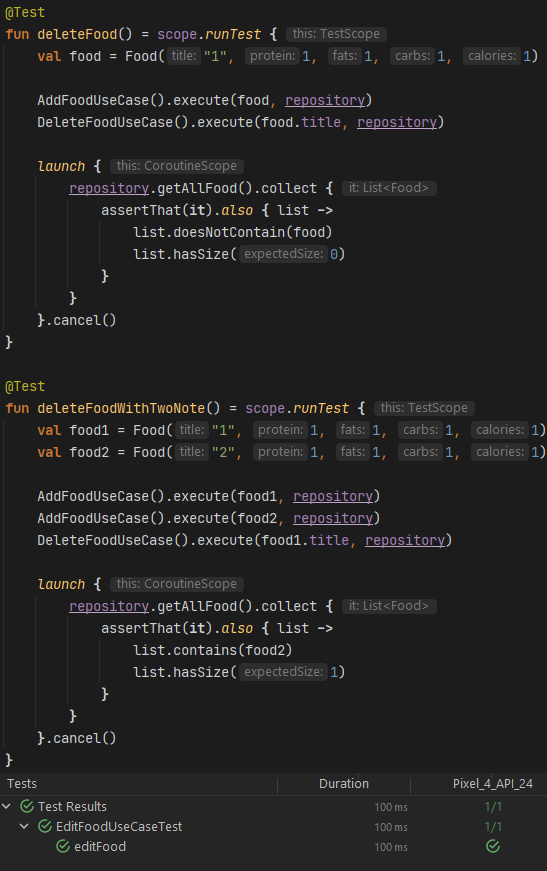 @Test
fun deleteFood() = scope.runTest { this: TestScope
val food = Food(title: "1", protein: 1, fats: 1, carbs: 1, calories: 1)
AddFoodUseCase().execute(food, repository)
DeleteFoodUseCase().execute(food.title, repository)
launch { this: CoroutineScope
repository.getAllFood().collect { it: List<Food>
assertThat(it).also { list ->
list.doesNotContain(food)
list.hasSize(expectedSize: 0)
}
}
}.cancel()
}
@Test
fun deleteFoodWithTwoNote() = scope.runTest { this: TestScope
val food1 = Food(title: "1", protein: 1, fats: 1, carbs: 1, calories: 1)
val food2 = Food(title: "2", protein: 1, fats: 1, carbs: 1, calories: 1)
AddFoodUseCase().execute(food1, repository)
AddFoodUseCase().execute(food2, repository)
DeleteFoodUseCase().execute(food1.title, repository)
launch { this: CoroutineScope
repository.getAllFood().collect { it: List<Food>
assertThat(it).also { list ->
list.contains(food2)
list.hasSize(expectedSize: 1)
}
}
}.cancel()
}
Tests Duration Pixel_4_API_24
Test Results 100 ms 1/1
EditFoodUseCaseTest 100 ms 1/1
editFood 100 ms